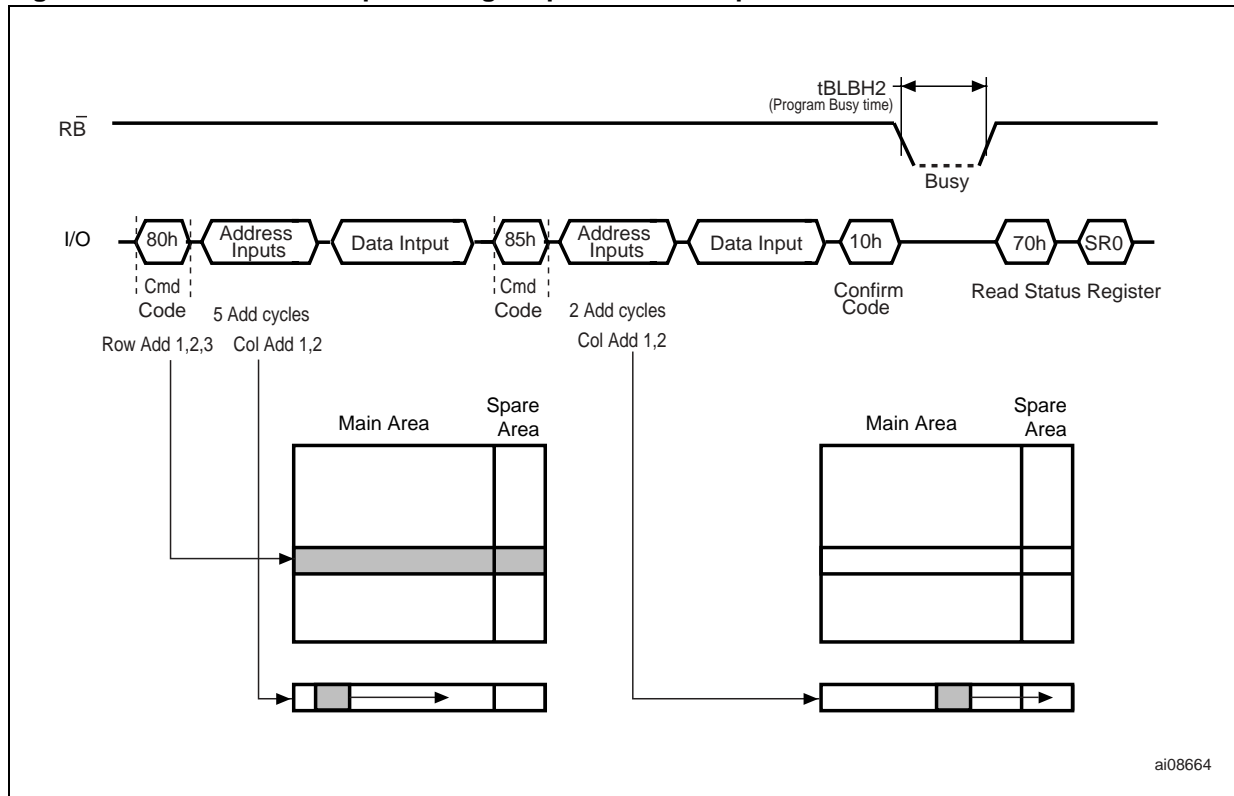 tBLBH2
(Program Busy time)
RB̅
Busy
I/O
80h
Address
Inputs
Data Intput
85h
Address
Inputs
Data Input
10h
70h
SR0
Cmd
Code
Cmd
Code
Confirm
Code
Read Status Register
5 Add cycles
2 Add cycles
Row Add 1,2,3
Col Add 1,2
Col Add 1,2
Main Area
Spare
Area
Main Area
Spare
Area
ai08664